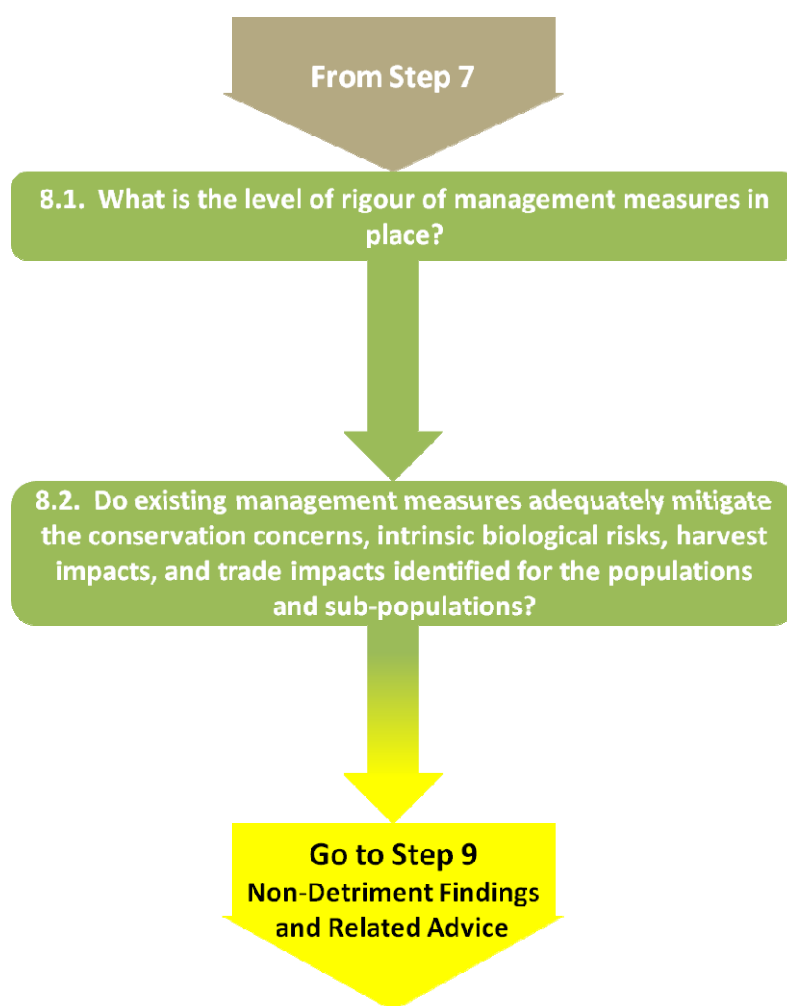 From Step 7
8.1.  What is the level of rigour of management measures in
place?
8.2.  Do existing management measures adequately mitigate
the conservation concerns, intrinsic biological risks, harvest
impacts, and trade impacts identified for the populations
and sub-populations?
Go to Step 9
Non-Detriment Findings
and Related Advice